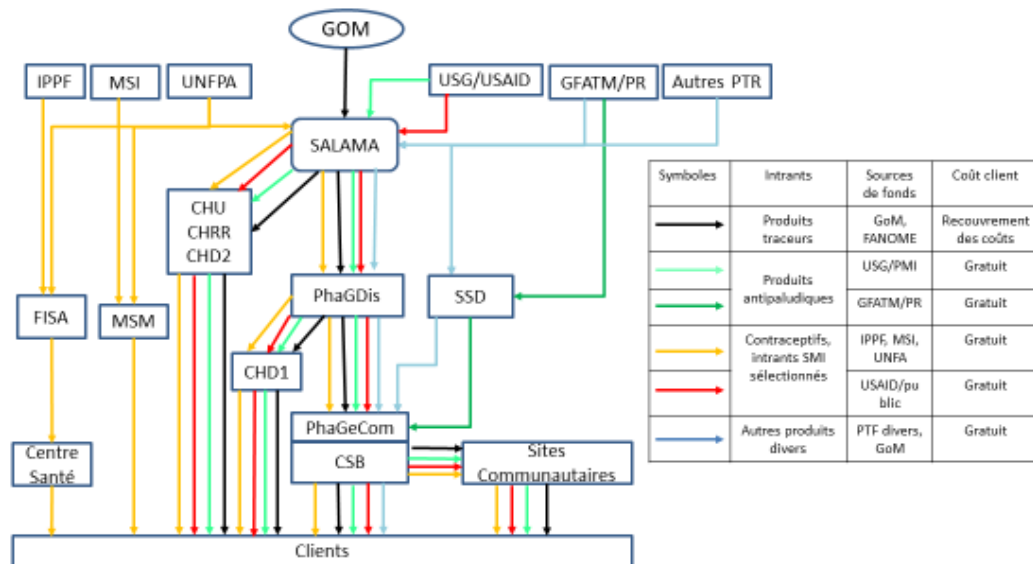 GOM
IPPF
MSI
UNFPA
USG/USAID
GFATM/PR
Autres PTR
SALAMA
CHU
CHRR
CHD2
PhaGDis
SSD
FISA
MSM
CHD1
PhaGeCom
CSB
Centre
Santé
Sites
Communautaires
Clients
Symboles
Intrants
Sources
de fonds
Coût client
Produits
traceurs
GoM,
FANOME
Recouvrement
des coûts
Produits
antipaludiques
USG/PMI
Gratuit
GFATM/PR
Gratuit
Contraceptifs,
intrants SMI
sélectionnés
IPPF, MSI,
UNFA
Gratuit
USAID/pu
blic
Gratuit
Autres produits
divers
PTF divers,
GoM
Gratuit